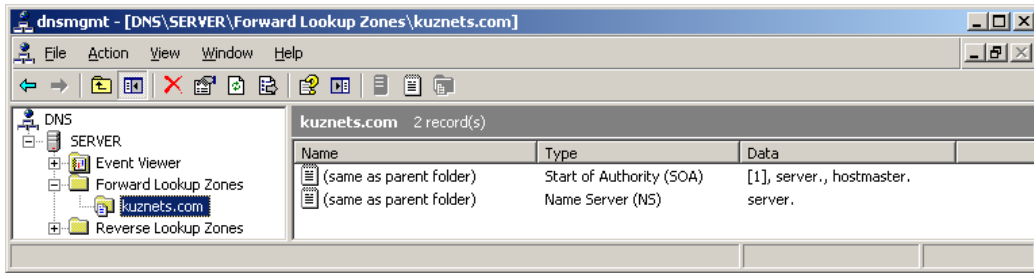 dnsmgmt - [DNS\SERVER\Forward Lookup Zones\kuznets.com]
File Action View Window Help
DNS
SERVER
Event Viewer
Forward Lookup Zones
kuznets.com
Reverse Lookup Zones
kuznets.com 2 record(s)
Name Type Data
(same as parent folder) Start of Authority (SOA) [1], server., hostmaster.
(same as parent folder) Name Server (NS) server.